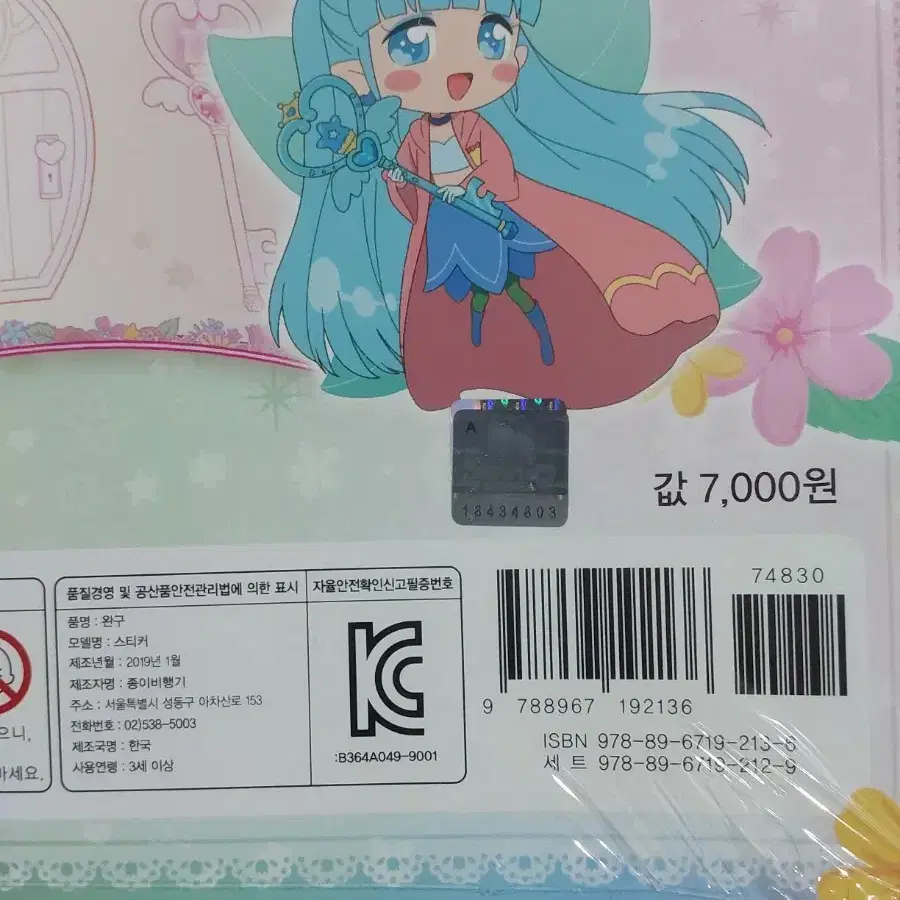 A
18434803
값 7,000원
품질경영 및 공산품안전관리법에 의한 표시
자율안전확인신고필증번호
품명 : 완구
모델명 : 스티커
제조년월 : 2019년 1월
제조자명 : 종이비행기
주소 : 서울특별시 성동구 아차산로 153
전화번호 : 02)538-5003
제조국명 : 한국
사용연령 : 3세 이상
:B364A049-9001
74830
9 788967 192136
ISBN 978-89-6719-213-6
세트 978-89-6719-212-9
으니,
마세요.